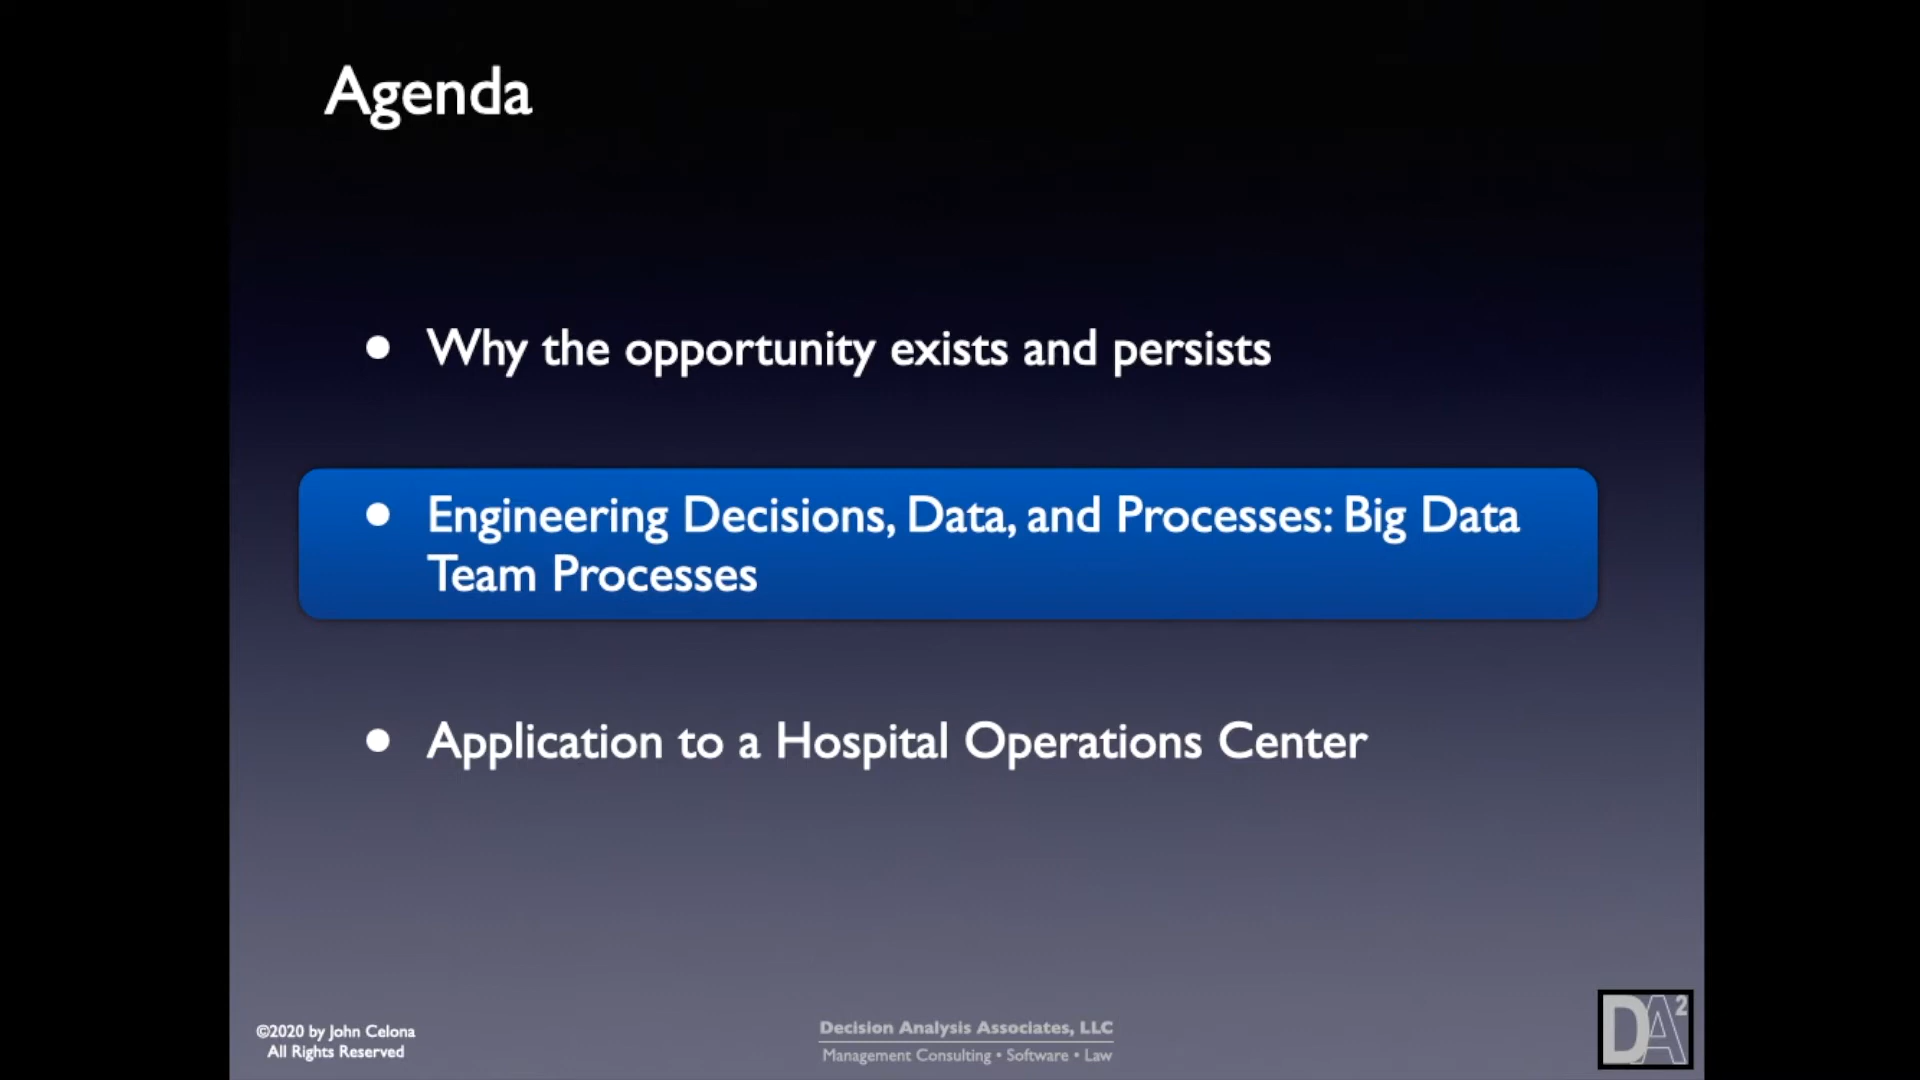 Agenda
• Why the opportunity exists and persists
• Engineering Decisions, Data, and Processes: Big Data
Team Processes
• Application to a Hospital Operations Center
©2020 by John Celona
All Rights Reserved
Decision Analysis Associates, LLC
Management Consulting • Software • Law
DA2